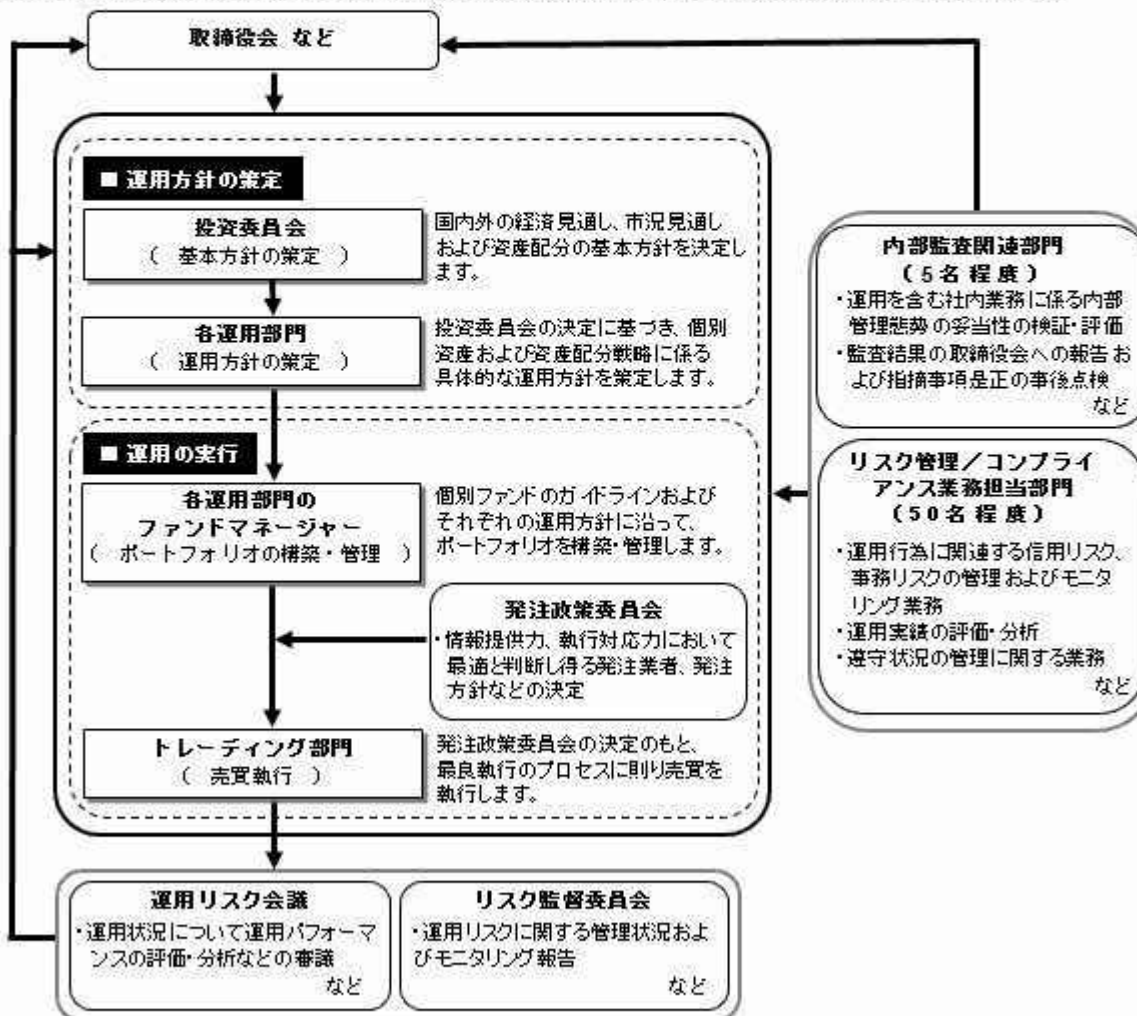 取締役会 など
■ 運用方針の策定
投資委員会
( 基本方針の策定 )
国内外の経済見通し、市況見通し
および資産配分の基本方針を決定し
ます。
各運用部門
( 運用方針の策定 )
投資委員会の決定に基づき、個別
資産および資産配分戦略に係る
具体的な運用方針を策定します。
■ 運用の実行
各運用部門の
ファンドマネージャー
( ポートフォリオの構築・管理 )
個別ファンドのガイドラインおよび
それぞれの運用方針に沿って、
ポートフォリオを構築・管理します。
発注政策委員会
・情報提供力、執行対応力において
最適と判断し得る発注業者、発注
方針などの決定
トレーディング部門
( 売買執行 )
発注政策委員会の決定のもと、
最良執行のプロセスに則り売買を
執行します。
運用リスク会議
・運用状況について運用パフォーマ
ンスの評価・分析などの審議
など
リスク監督委員会
・運用リスクに関する管理状況およ
びモニタリング報告
など
内部監査関連部門
(5名程度)
・運用を含む社内業務に係る内部
管理態勢の妥当性の検証・評価
・監査結果の取締役会への報告お
よび指摘事項是正の事後点検
など
リスク管理/コンプライ
アンス業務担当部門
(50名程度)
・運用行為に関連する信用リスク、
事務リスクの管理およびモニタ
リング業務
・運用実績の評価・分析
・遵守状況の管理に関する業務
など